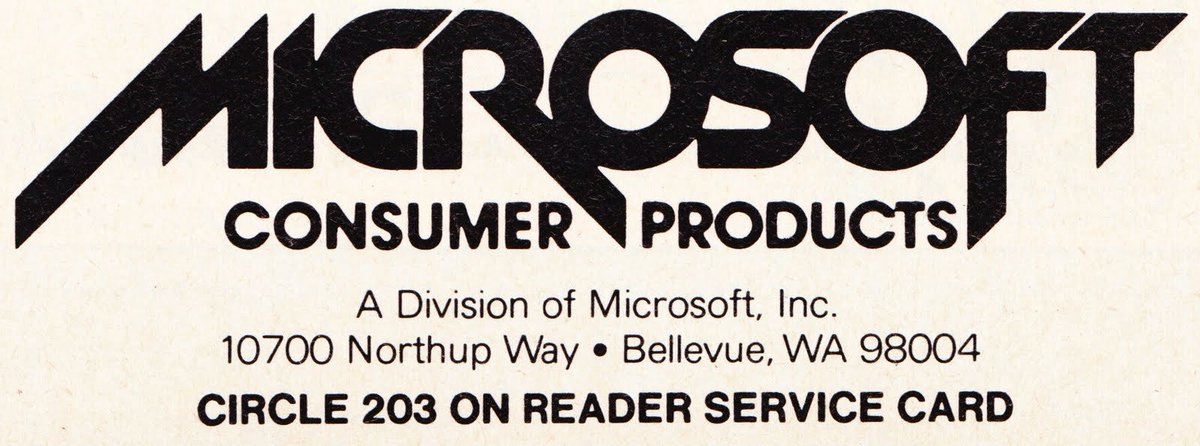 MICROSOFT
CONSUMER PRODUCTS
A Division of Microsoft, Inc.
10700 Northup Way • Bellevue, WA 98004
CIRCLE 203 ON READER SERVICE CARD